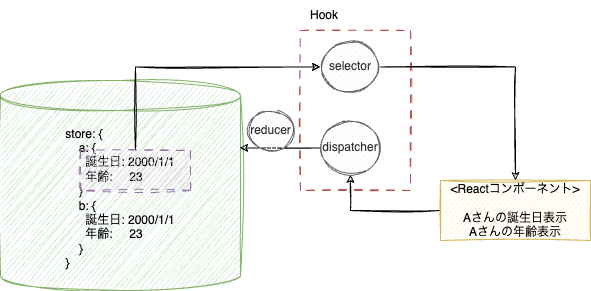 Hook
selector
reducer
dispatcher
store: {
a: {
誕生日: 2000/1/1
年齢: 23
}
b: {
誕生日: 2000/1/1
年齢: 23
}
}
<Reactコンポーネント>
Aさんの誕生日表示
Aさんの年齢表示